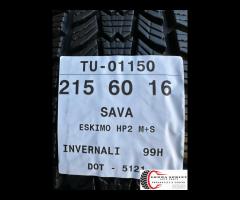 TU-01150
215 60 16
SAVA
ESKIMO HP2 M+S
INVERNALI 99H
DOT - 5121